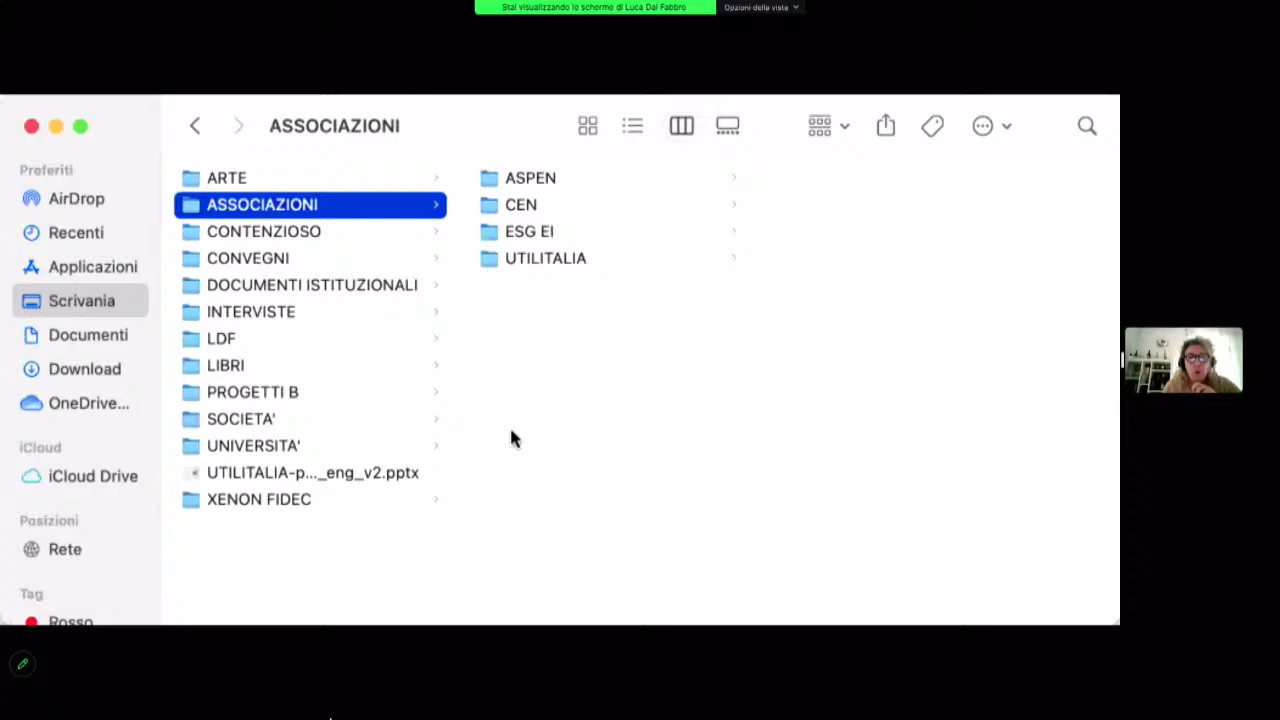 Stai visualizzando lo schermo di Luca Dal Fabbro
Opzioni della vista
ASSOCIAZIONI
Preferiti
AirDrop
Recenti
Applicazioni
Scrivania
Documenti
Download
OneDrive...
iCloud
iCloud Drive
Posizioni
Rete
Tag
Rosso
ARTE
ASSOCIAZIONI
CONTENZIOSO
CONVEGNI
DOCUMENTI ISTITUZIONALI
INTERVISTE
LDF
LIBRI
PROGETTI B
SOCIETA'
UNIVERSITA'
UTILITALIA-p..._eng_v2.pptx
XENON FIDEC
ASPEN
CEN
ESG EI
UTILITALIA